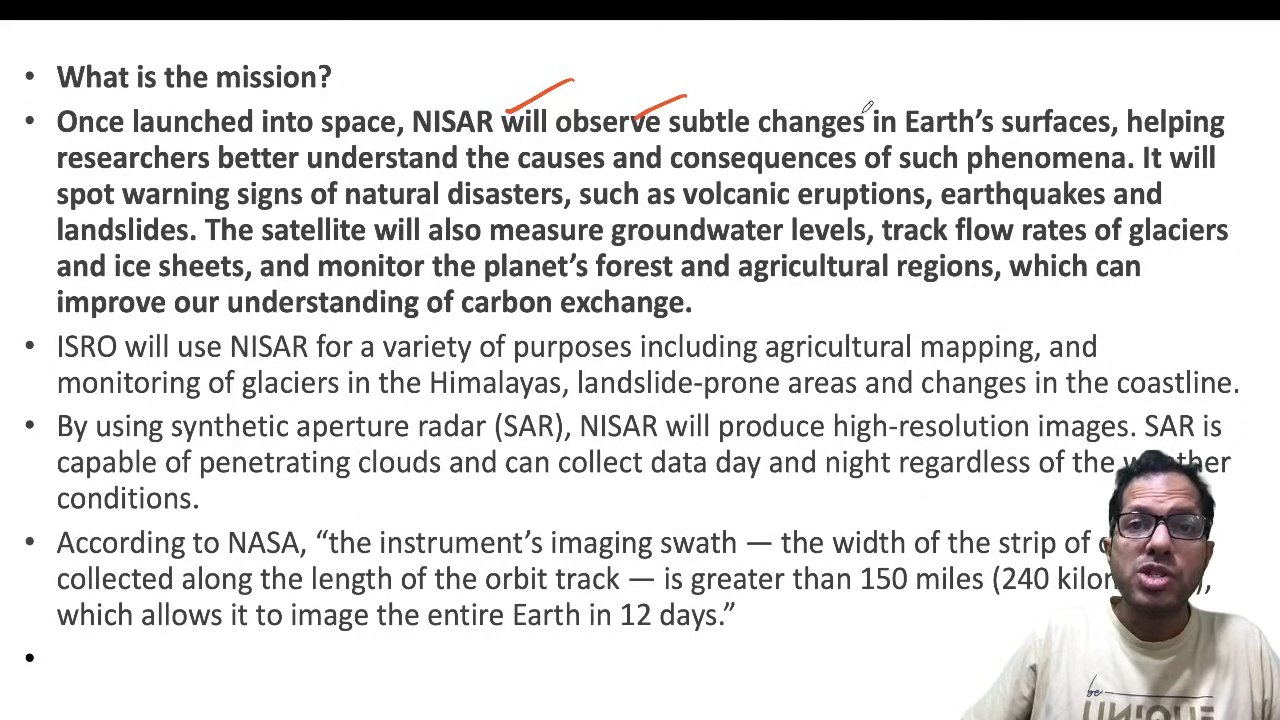 • What is the mission?
• Once launched into space, NISAR will observe subtle changes in Earth’s surfaces, helping
researchers better understand the causes and consequences of such phenomena. It will
spot warning signs of natural disasters, such as volcanic eruptions, earthquakes and
landslides. The satellite will also measure groundwater levels, track flow rates of glaciers
and ice sheets, and monitor the planet’s forest and agricultural regions, which can
improve our understanding of carbon exchange.
• ISRO will use NISAR for a variety of purposes including agricultural mapping, and
monitoring of glaciers in the Himalayas, landslide-prone areas and changes in the coastline.
• By using synthetic aperture radar (SAR), NISAR will produce high-resolution images. SAR is
capable of penetrating clouds and can collect data day and night regardless of the
conditions.
• According to NASA, “the instrument’s imaging swath — the width of the strip of
collected along the length of the orbit track — is greater than 150 miles (240
which allows it to image the entire Earth in 12 days.”
•
be
UNIQUE